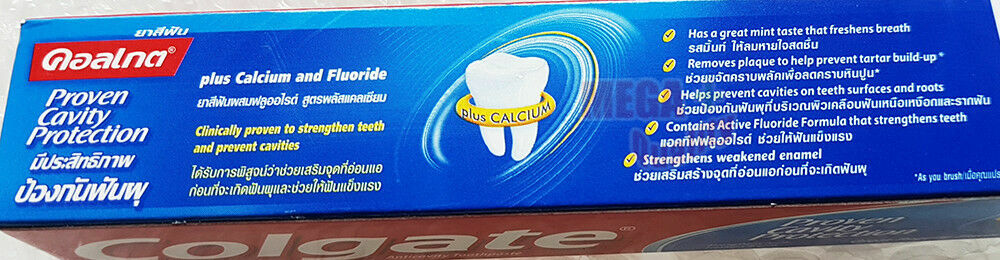 ยาสีฟัน
คอลเกต®
Proven
Cavity
Protection
มีประสิทธิภาพ
ป้องกันฟันผุ
plus Calcium and Fluoride
ยาสีฟันผสมฟลูออไรด์ สูตรพลัสแคลเซียม
Clinically proven to strengthen teeth
and prevent cavities
ได้รับการพิสูจน์ว่าช่วยเสริมจุดที่อ่อนแอ
ก่อนที่จะเกิดฟันผุและช่วยให้ฟันแข็งแรง
plus CALCIUM
Has a great mint taste that freshens breath
รสมิ้นท์ ให้ลมหายใจสดชื่น
Removes plaque to help prevent tartar build-up*
ช่วยขจัดคราบพลัคเพื่อลดคราบหินปูน*
Helps prevent cavities on teeth surfaces and roots
ช่วยป้องกันฟันผุที่บริเวณผิวเคลือบฟันเหนือเหงือกและรากฟัน
Contains Active Fluoride Formula that strengthens teeth
แอคทีฟฟลูออไรด์ ช่วยให้ฟันแข็งแรง
Strengthens weakened enamel
ช่วยเสริมสร้างจุดที่อ่อนแอก่อนที่จะเกิดฟันผุ
*As you brush/เมื่อคุณแปร
MEGA
Colgate®
Anticavity Toothpaste
Proven
Cavity
Protection